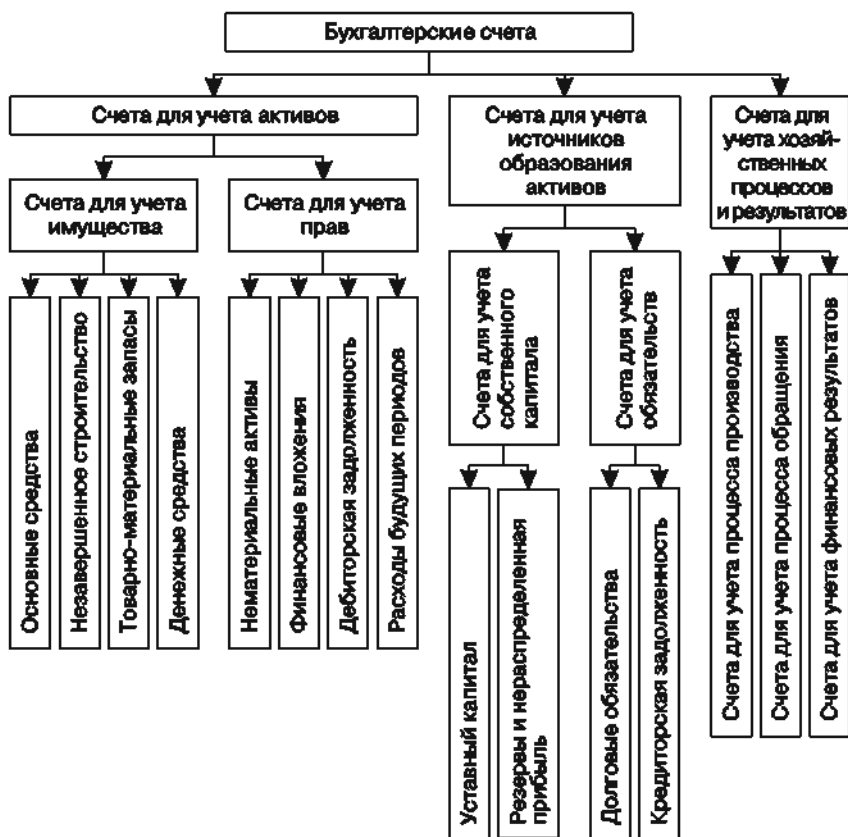 Бухгалтерские счета
Счета для учета активов
Счета для учета
источников
образования
активов
Счета для
учета хозяй-
ственных
процессов
и результатов
Счета для учета
имущества
Счета для учета
прав
Основные средства
Незавершенное строительство
Товарно-материальные запасы
Денежные средства
Нематериальные активы
Финансовые вложения
Дебиторская задолженность
Расходы будущих периодов
Счета для учета
собственного
капитала
Счета для учета
обязательств
Уставный капитал
Резервы и нераспределенная
прибыль
Долговые обязательства
Кредиторская задолженность
Счета для учета процесса производства
Счета для учета процесса обращения
Счета для учета финансовых результатов